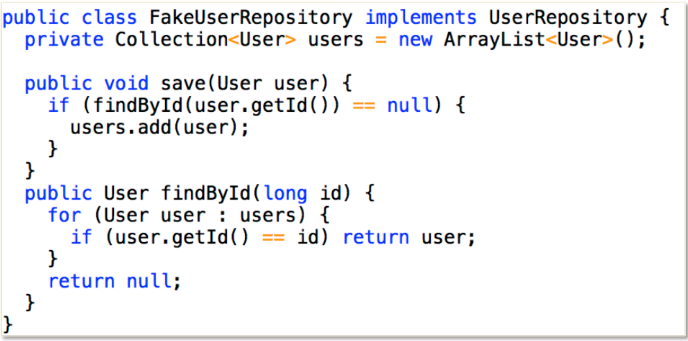 public class FakeUserRepository implements UserRepository {
  private Collection<User> users = new ArrayList<User>();

  public void save(User user) {
    if (findById(user.getId()) == null) {
      users.add(user);
    }
  }
  public User findById(long id) {
    for (User user : users) {
      if (user.getId() == id) return user;
    }
    return null;
  }
}